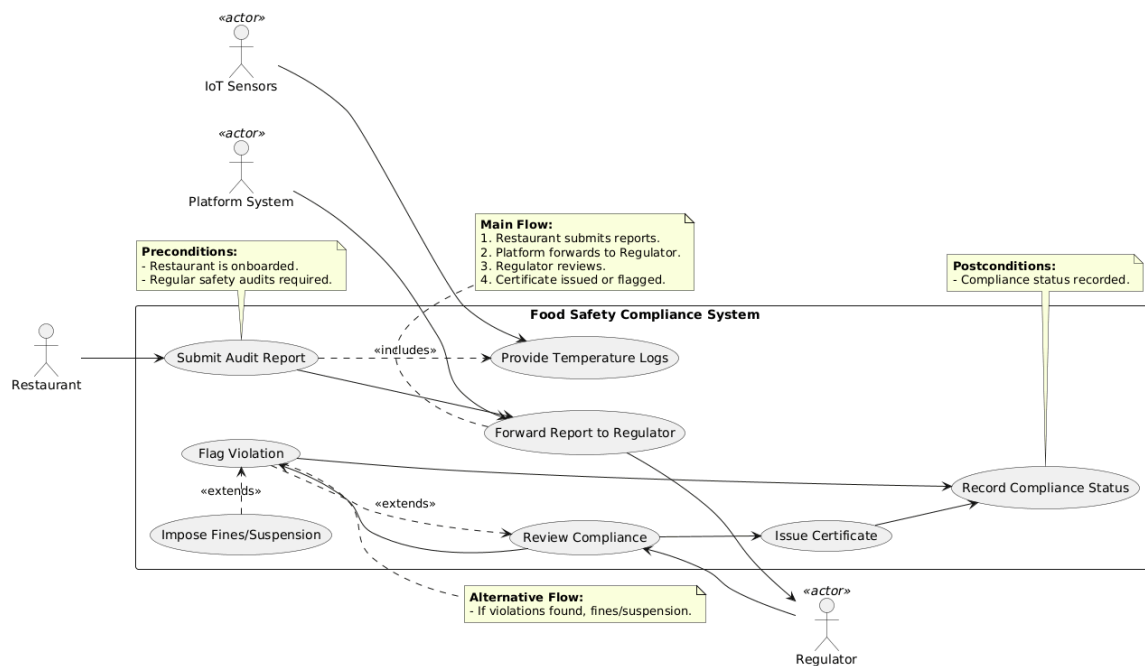 «actor»
IoT Sensors
«actor»
Platform System
Main Flow:
1. Restaurant submits reports.
2. Platform forwards to Regulator.
3. Regulator reviews.
4. Certificate issued or flagged.
Preconditions:
- Restaurant is onboarded.
- Regular safety audits required.
Postconditions:
- Compliance status recorded.
Food Safety Compliance System
Restaurant
Submit Audit Report
«includes»
Provide Temperature Logs
Forward Report to Regulator
Flag Violation
«extends»
Impose Fines/Suspension
«extends»
Review Compliance
Issue Certificate
Record Compliance Status
Alternative Flow:
- If violations found, fines/suspension.
«actor»
Regulator